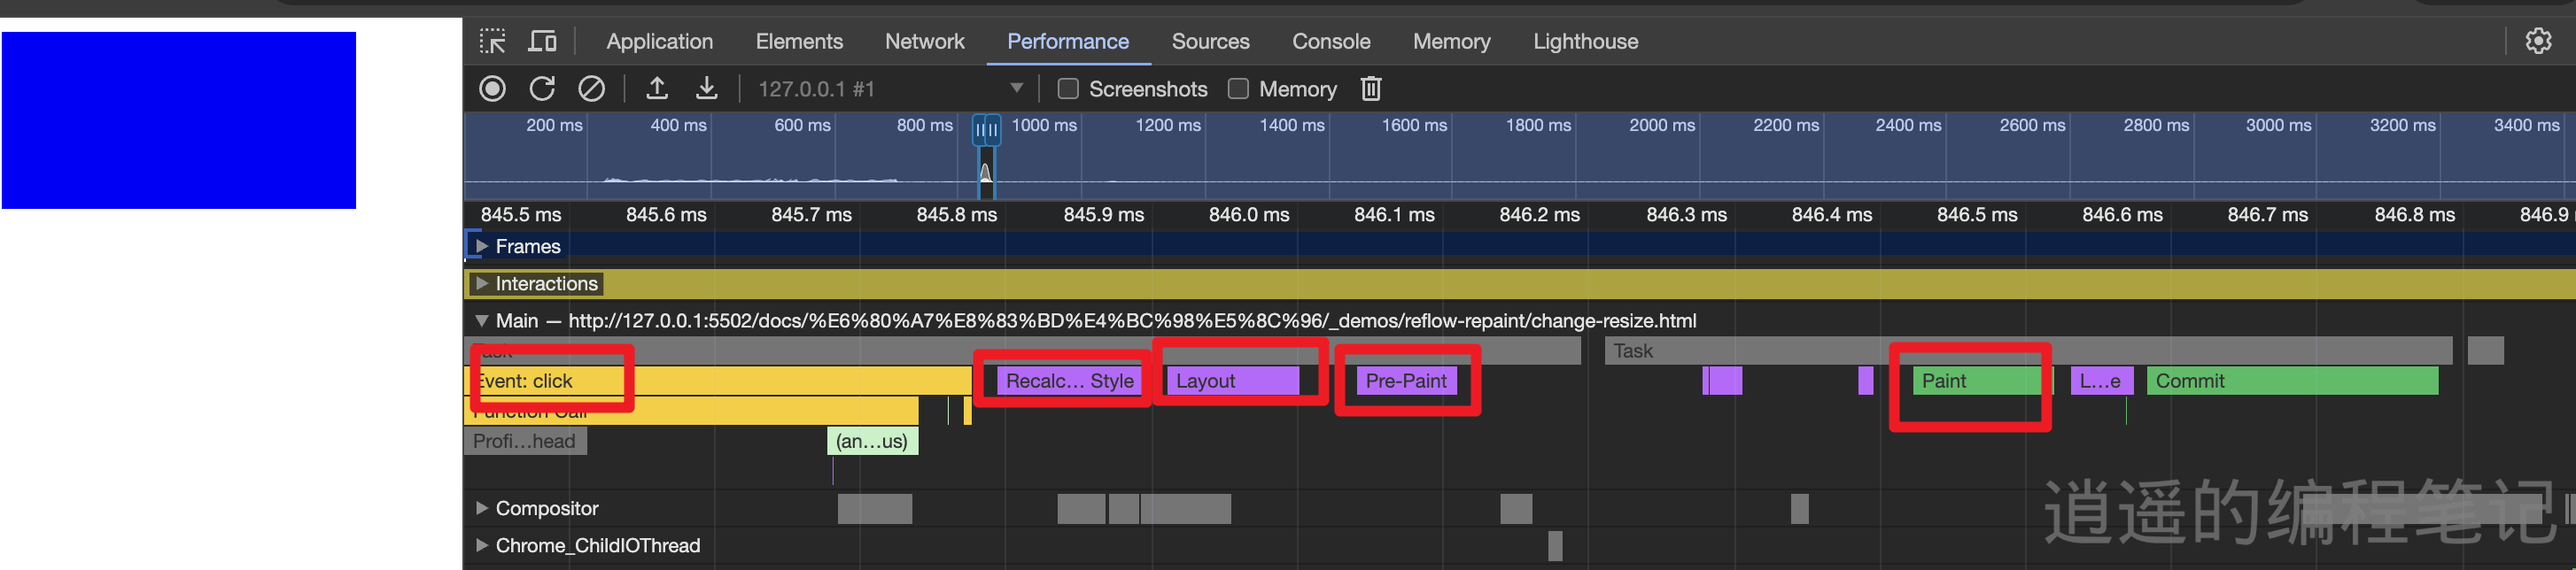 Application Elements Network Performance Sources Console Memory Lighthouse
127.0.0.1 #1 Screenshots Memory
200 ms 400 ms 600 ms 800 ms 1000 ms 1200 ms 1400 ms 1600 ms 1800 ms 2000 ms 2200 ms 2400 ms 2600 ms 2800 ms 3000 ms 3200 ms 3400 ms
845.5 ms 845.6 ms 845.7 ms 845.8 ms 845.9 ms 846.0 ms 846.1 ms 846.2 ms 846.3 ms 846.4 ms 846.5 ms 846.6 ms 846.7 ms 846.8 ms 846.9
Frames
Interactions
Main — http://127.0.0.1:5502/docs/%E6%80%A7%E8%83%BD%E4%BC%98%E5%8C%96/_demos/reflow-repaint/change-resize.html
Task Task
Event: click Recalc... Style Layout Pre-Paint Paint L...e Commit
Function Call
Profi...head (an...us)
Compositor
Chrome_ChildIOThread
逍遥的编程笔记